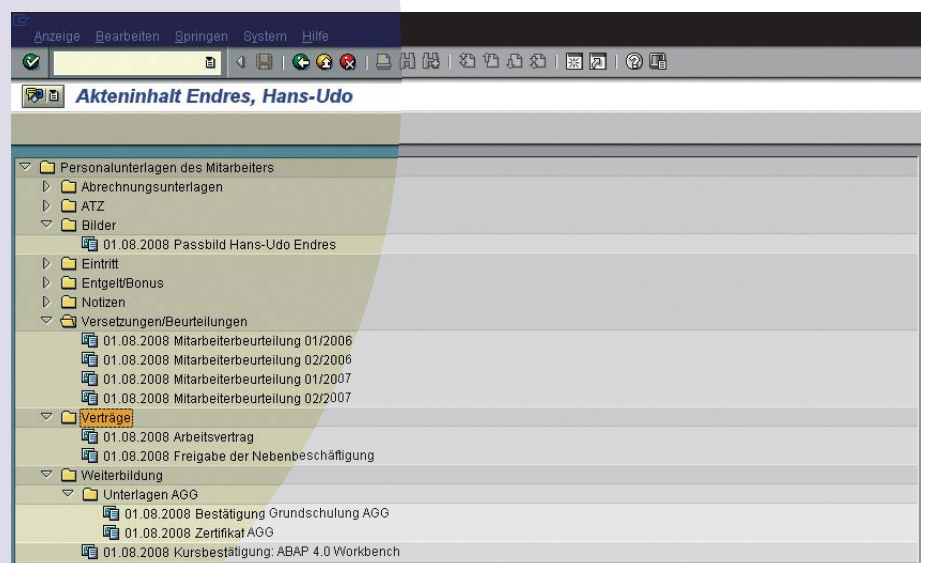 Anzeige Bearbeiten Springen System Hilfe
Akteninhalt Endres, Hans-Udo
Personalunterlagen des Mitarbeiters
Abrechnungsunterlagen
ATZ
Bilder
01.08.2008 Passbild Hans-Udo Endres
Eintritt
Entgelt/Bonus
Notizen
Versetzungen/Beurteilungen
01.08.2008 Mitarbeiterbeurteilung 01/2006
01.08.2008 Mitarbeiterbeurteilung 02/2006
01.08.2008 Mitarbeiterbeurteilung 01/2007
01.08.2008 Mitarbeiterbeurteilung 02/2007
Verträge
01.08.2008 Arbeitsvertrag
01.08.2008 Freigabe der Nebenbeschäftigung
Weiterbildung
Unterlagen AGG
01.08.2008 Bestätigung Grundschulung AGG
01.08.2008 Zertifikat AGG
01.08.2008 Kursbestätigung: ABAP 4.0 Workbench